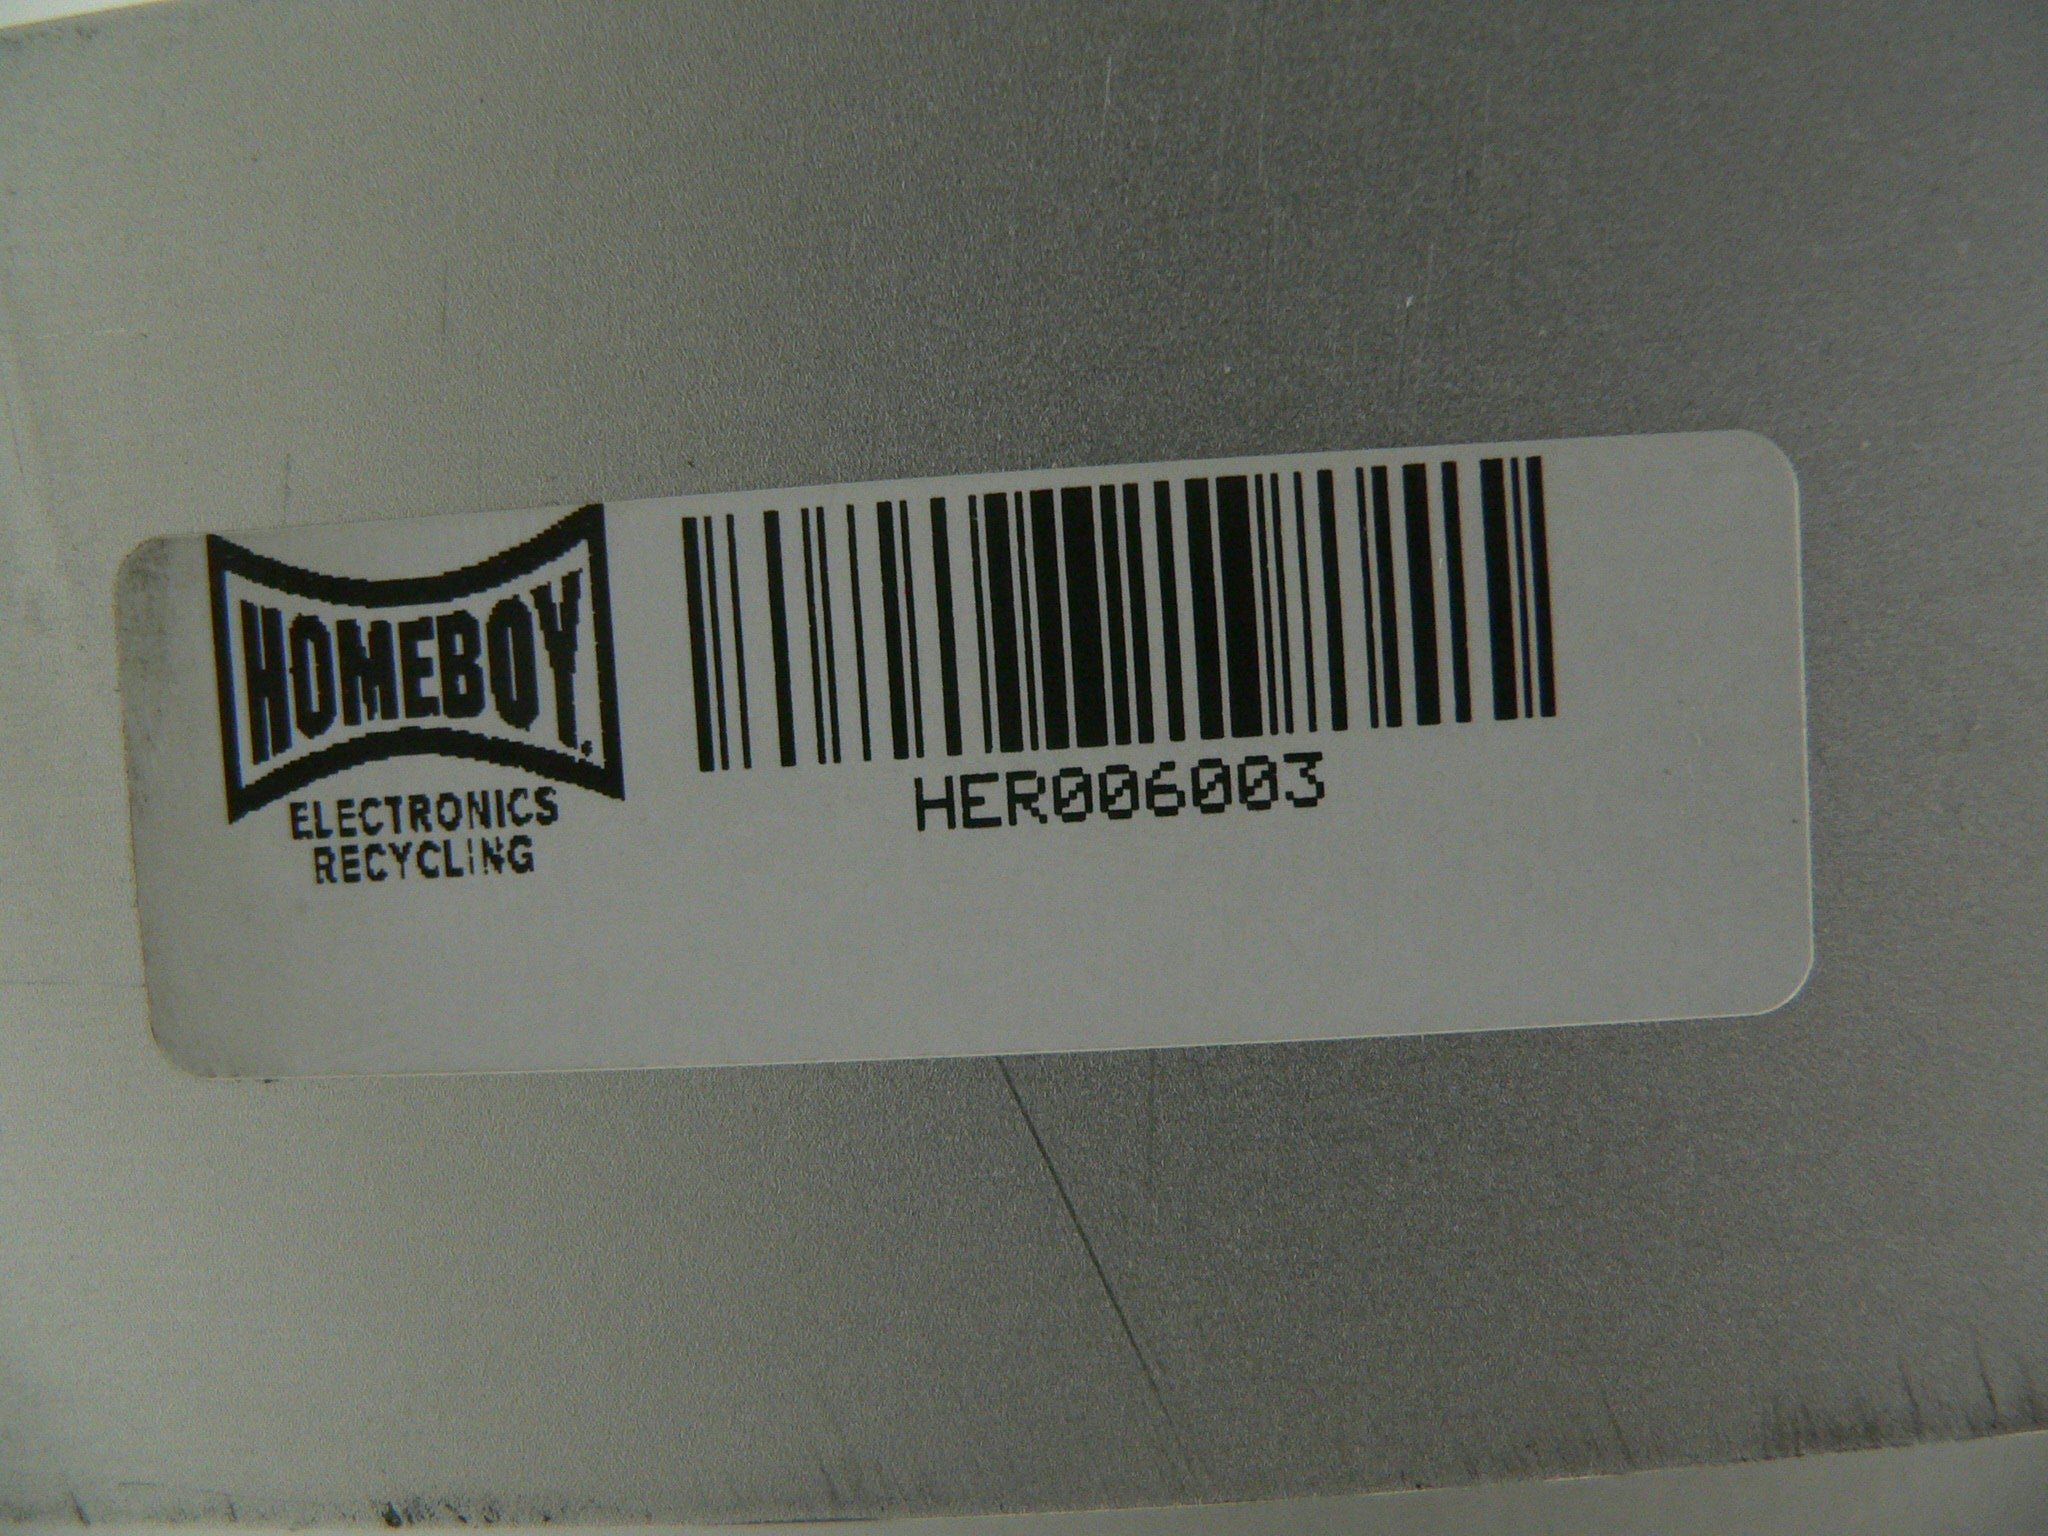 HOMEBOY.
ELECTRONICS
RECYCLING
HER006003